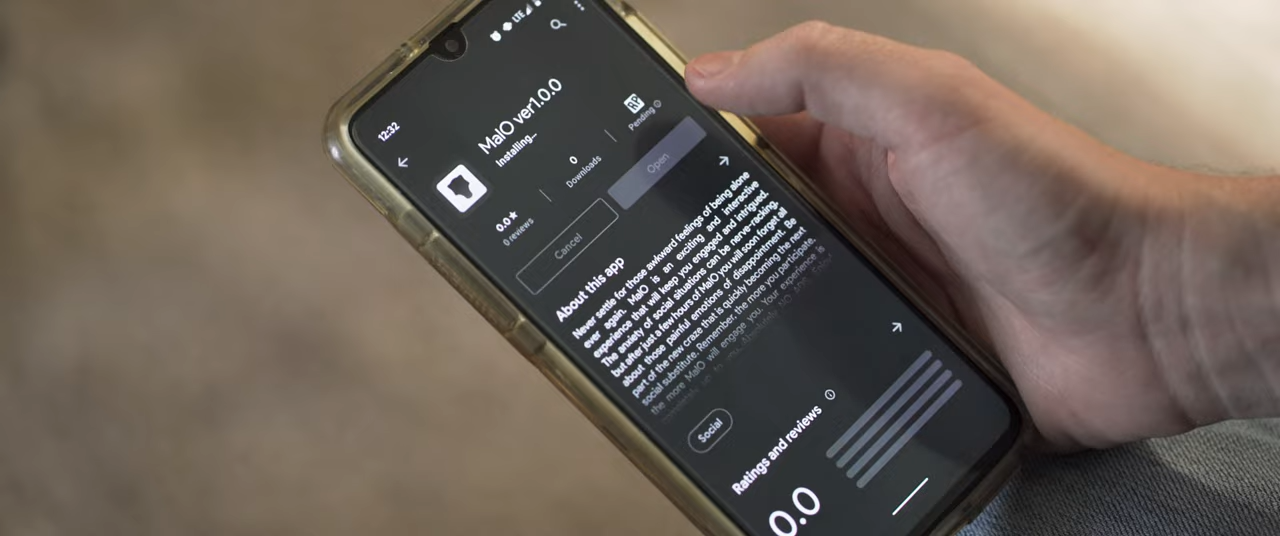 LTE
12:32
MalO ver1.0.0
Installing...
0.0★
0 reviews
0
Downloads
Pending
Cancel
Open
About this app
Never settle for those awkward feelings of being alone
ever again. MalO is an exciting and interactive
experience that will keep you engaged and intrigued.
The anxiety of social situations can be nerve-racking,
but after just a few hours of MalO you will soon forget all
about those painful emotions of disappointment. Be
part of the new craze that is quickly becoming the next
social substitute. Remember, the more you participate,
the more MalO will engage you. Your experience is
Social
Ratings and reviews
0.0